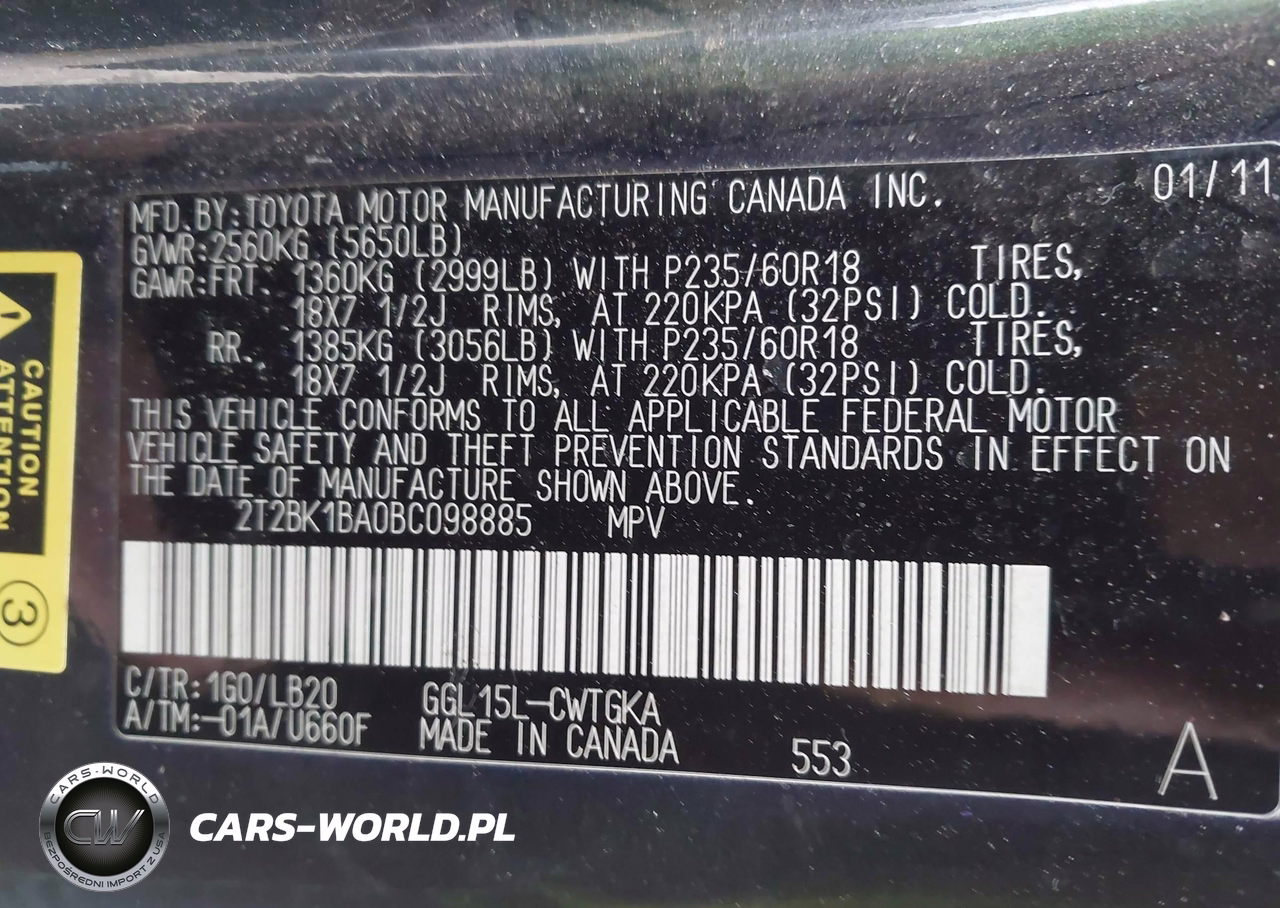 01/11
MFD.BY:TOYOTA MOTOR MANUFACTURING CANADA INC.
GVWR:2560KG (5650LB)
GAWR:FRT. 1360KG (2999LB) WITH P235/60R18 TIRES,
18X7 1/2J RIMS, AT 220KPA (32PSI) COLD.
RR. 1385KG (3056LB) WITH P235/60R18 TIRES,
18X7 1/2J RIMS, AT 220KPA (32PSI) COLD.
THIS VEHICLE CONFORMS TO ALL APPLICABLE FEDERAL MOTOR
VEHICLE SAFETY AND THEFT PREVENTION STANDARDS IN EFFECT ON
THE DATE OF MANUFACTURE SHOWN ABOVE.
2T2BK1BA0BC098885 MPV
C/TR:1G0/LB20 GGL15L-CWTGKA
A/TM:-01A/U660F MADE IN CANADA 553 A
CAUTION
ATTENTION
3
CARS-WORLD
CW
BEZPOŚREDNI IMPORT Z USA
CARS-WORLD.PL